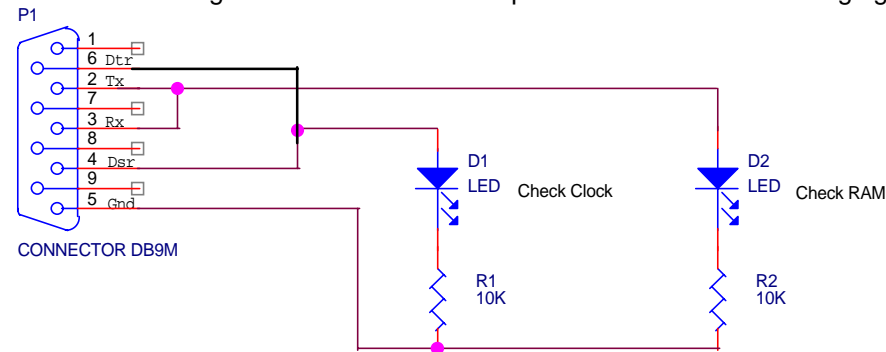 P1
1
6 Dtr
2 Tx
7
3 Rx
8
4 Dsr
9
5 Gnd
CONNECTOR DB9M
D1
LED
Check Clock
D2
LED
Check RAM
R1
10K
R2
10K